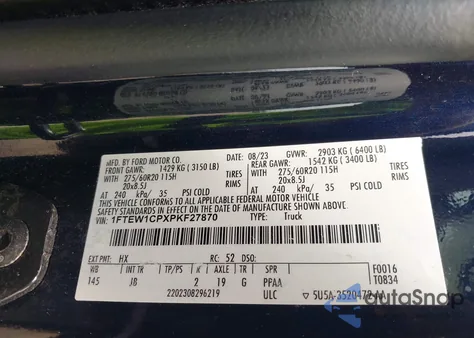 MFD. BY FORD MOTOR CO. 08/23 GVWR: 2903 KG (6400 LB)
FRONT GAWR: 1429 KG (3150 LB) REAR GAWR: 1542 KG (3400 LB)
WITH 275/60R20 115H TIRES WITH 275/60R20 115H TIRES
20x8.5J 20x8.5J
AT 240 kPa/ 35 PSI COLD AT 240 kPa/ 35 PSI COLD
THIS VEHICLE CONFORMS TO ALL APPLICABLE FEDERAL MOTOR VEHICLE
SAFETY STANDARDS IN EFFECT ON THE DATE OF MANUFACTURE SHOWN ABOVE.
VIN: 1FTEW1CPXPKF27870 TYPE: Truck
EXT PNT: HX RC: 52 DSO: F0016
WB INT TR TP/PS R AXLE TR T0834
145 JB 2 19 G PPAA
2202308296219 ULC 5U5A-3520472-AA
autoSnap